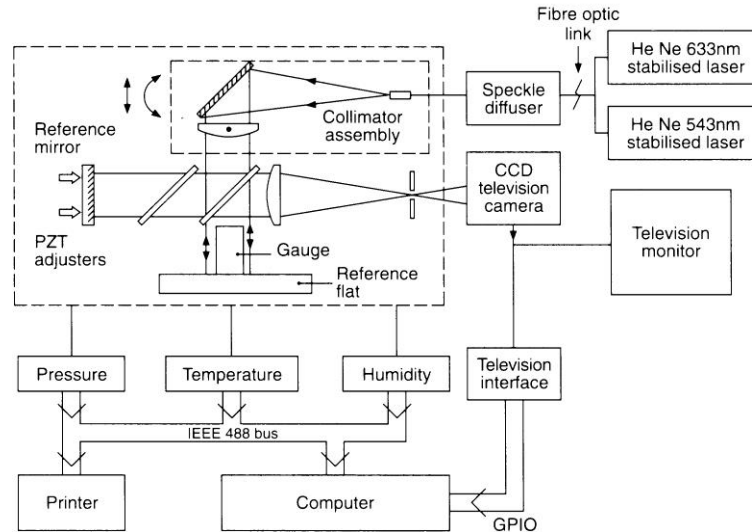 Fibre optic
link
He Ne 633nm
stabilised laser
Speckle
diffuser
He Ne 543nm
stabilised laser
Collimator
assembly
Reference
mirror
PZT
adjusters
CCD
television
camera
Television
monitor
Gauge
Reference
flat
Pressure
Temperature
Humidity
Television
interface
IEEE 488 bus
Printer
Computer
GPIO